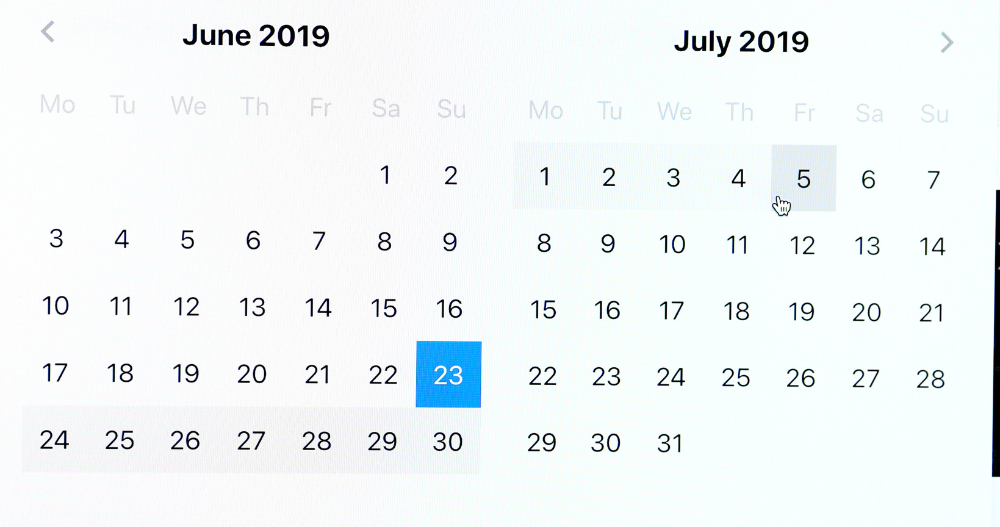 June 2019
Mo Tu We Th Fr Sa Su
1 2
3 4 5 6 7 8 9
10 11 12 13 14 15 16
17 18 19 20 21 22 23
24 25 26 27 28 29 30
July 2019
Mo Tu We Th Fr Sa Su
1 2 3 4 5 6 7
8 9 10 11 12 13 14
15 16 17 18 19 20 21
22 23 24 25 26 27 28
29 30 31